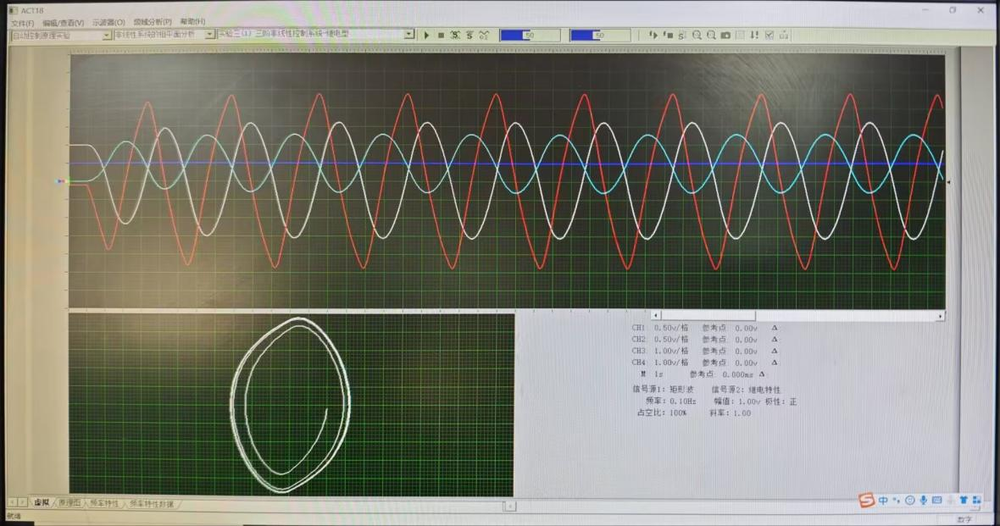 ACT18
文件(F) 编辑/查看(V) 示波器(O) 频域分析(P) 帮助(H)
自动控制原理实验 非线性系统的相平面分析 实验三(1) 三阶非线性控制系统-继电型 50 50
CH1: 0.50v/格 参考点: 0.00v Δ
CH2: 0.50v/格 参考点: 0.00v Δ
CH3: 1.00v/格 参考点: 0.00v Δ
CH4: 1.00v/格 参考点: 0.00v Δ
M 1s 参考点: 0.000ms Δ
信号源1: 矩形波 信号源2: 继电特性
频率: 0.10Hz 幅值: 1.00v 极性: 正
占空比: 100% 斜率: 1.00
虚拟 原理图 频率特性 频率特性数据
中
就绪 数字